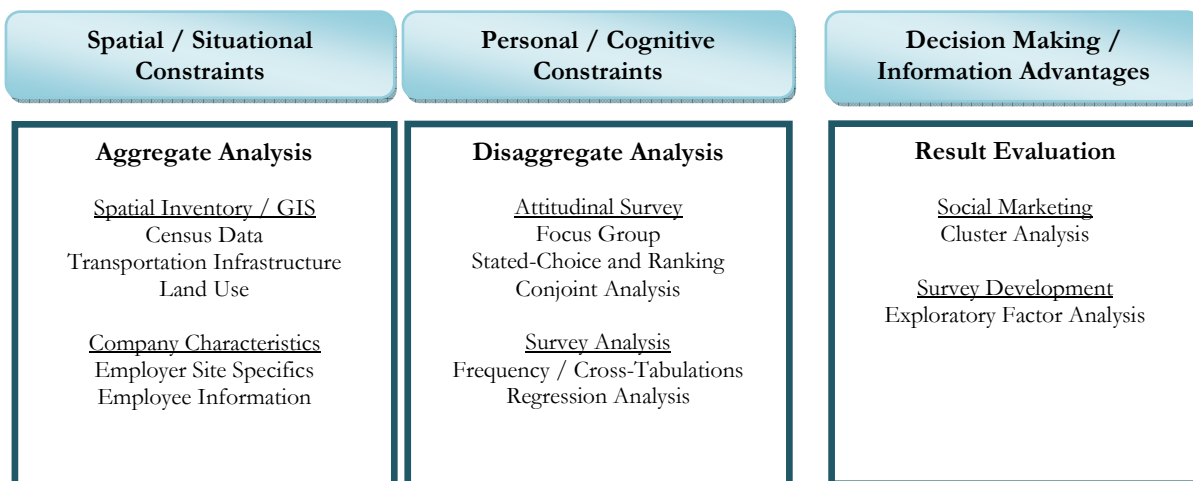 Spatial / Situational
Constraints
Aggregate Analysis
Spatial Inventory / GIS
Census Data
Transportation Infrastructure
Land Use
Company Characteristics
Employer Site Specifics
Employee Information
Personal / Cognitive
Constraints
Disaggregate Analysis
Attitudinal Survey
Focus Group
Stated-Choice and Ranking
Conjoint Analysis
Survey Analysis
Frequency / Cross-Tabulations
Regression Analysis
Decision Making /
Information Advantages
Result Evaluation
Social Marketing
Cluster Analysis
Survey Development
Exploratory Factor Analysis